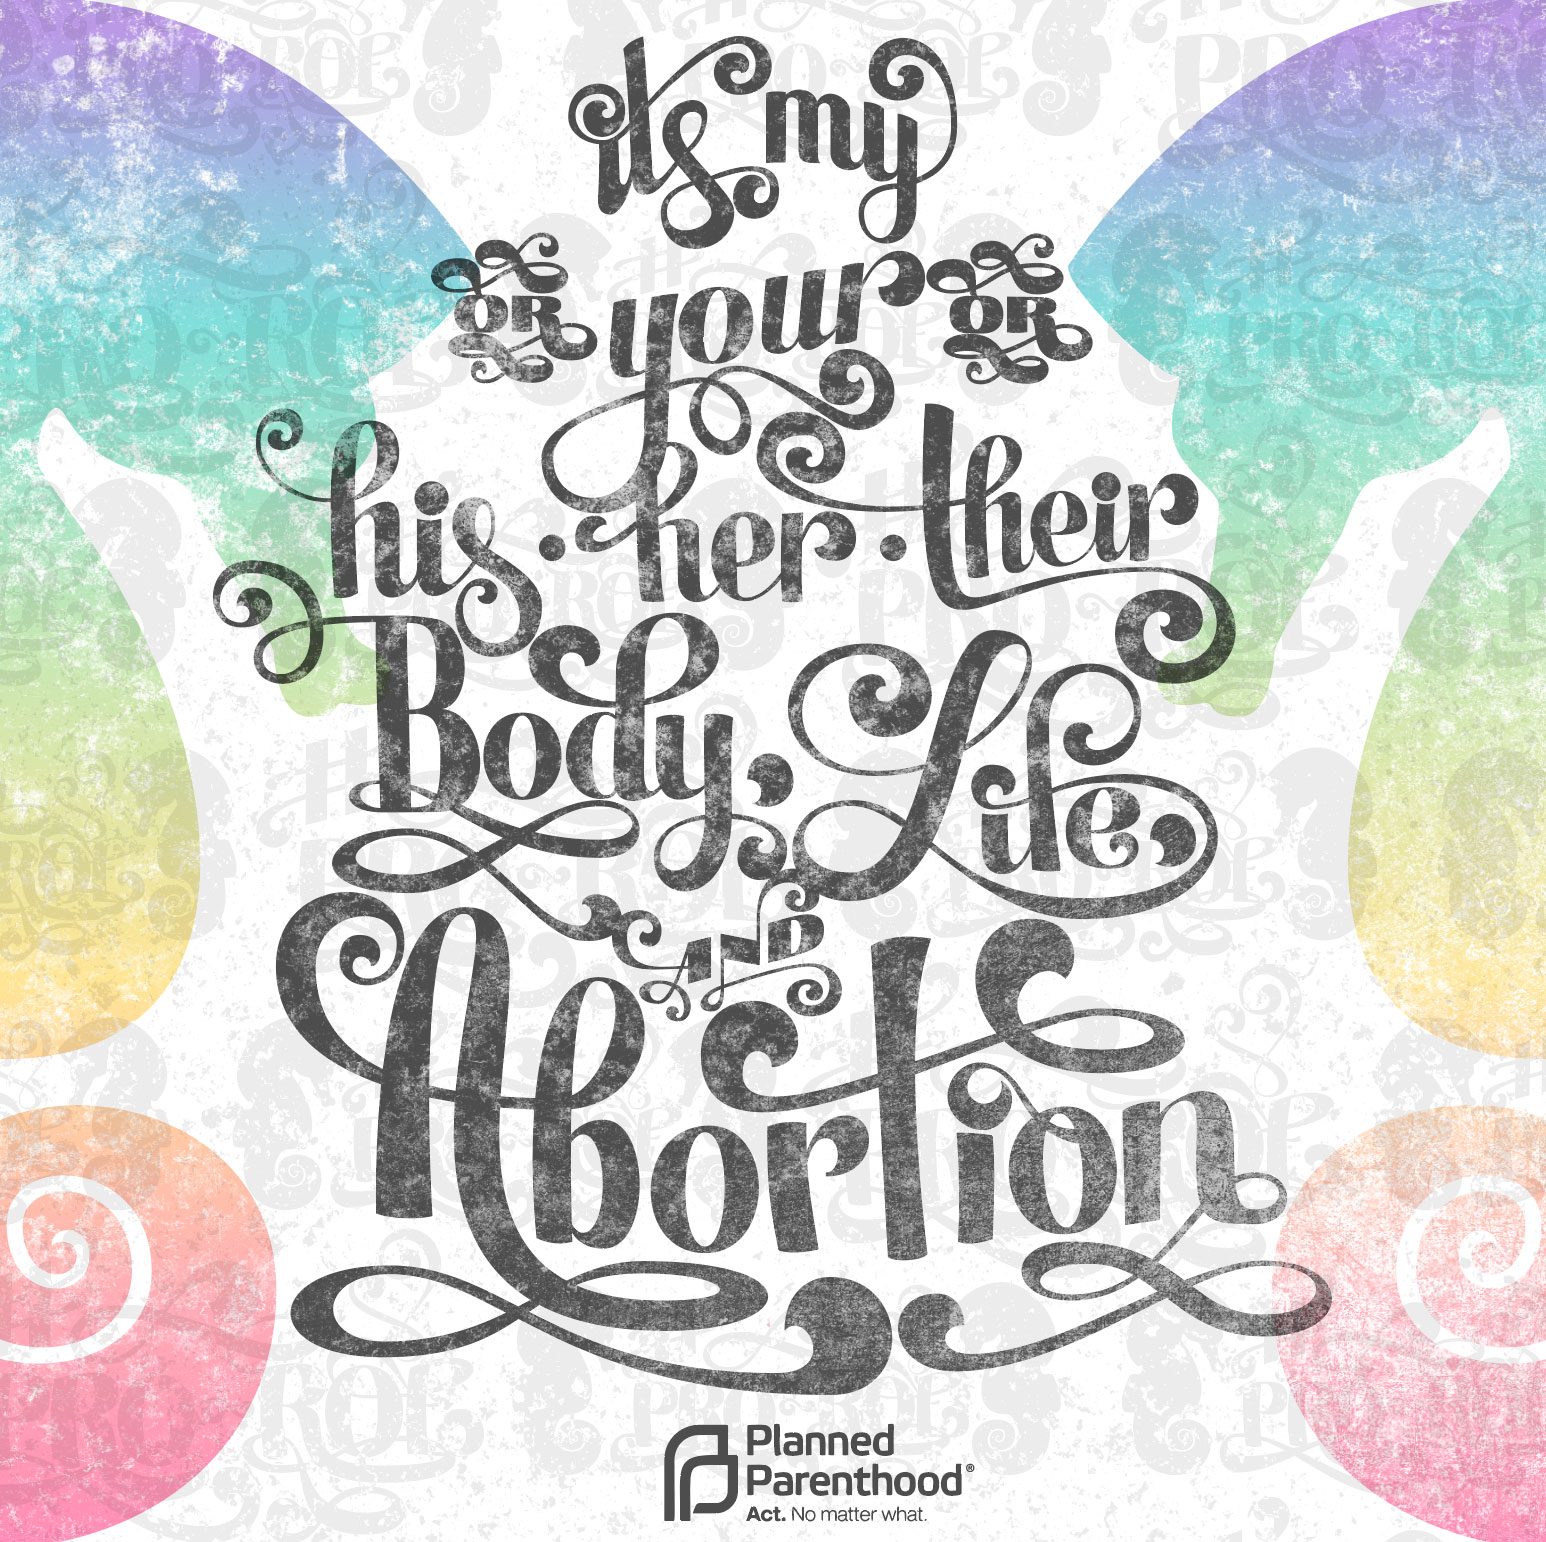 its my
OR your OR
his · her · their
Body, Life,
AND
Abortion
Planned
Parenthood®
Act. No matter what.